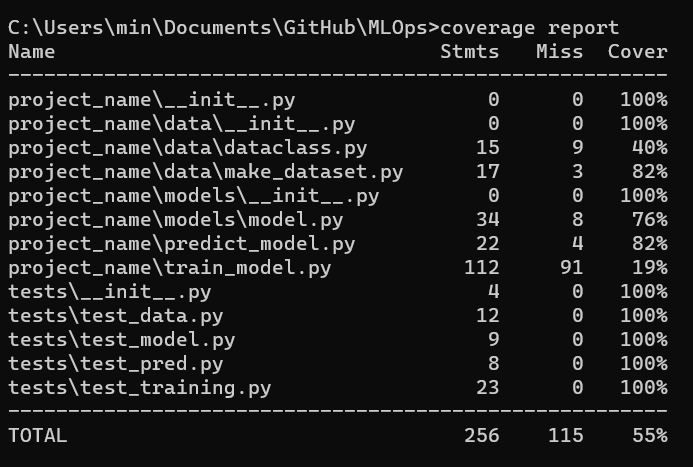 C:\Users\min\Documents\GitHub\MLOps>coverage report
Name                                Stmts   Miss  Cover
-------------------------------------------------------
project_name\__init__.py                0      0   100%
project_name\data\__init__.py           0      0   100%
project_name\data\dataclass.py         15      9    40%
project_name\data\make_dataset.py      17      3    82%
project_name\models\__init__.py         0      0   100%
project_name\models\model.py           34      8    76%
project_name\predict_model.py          22      4    82%
project_name\train_model.py           112     91    19%
tests\__init__.py                       4      0   100%
tests\test_data.py                     12      0   100%
tests\test_model.py                     9      0   100%
tests\test_pred.py                      8      0   100%
tests\test_training.py                 23      0   100%
-------------------------------------------------------
TOTAL                                 256    115    55%